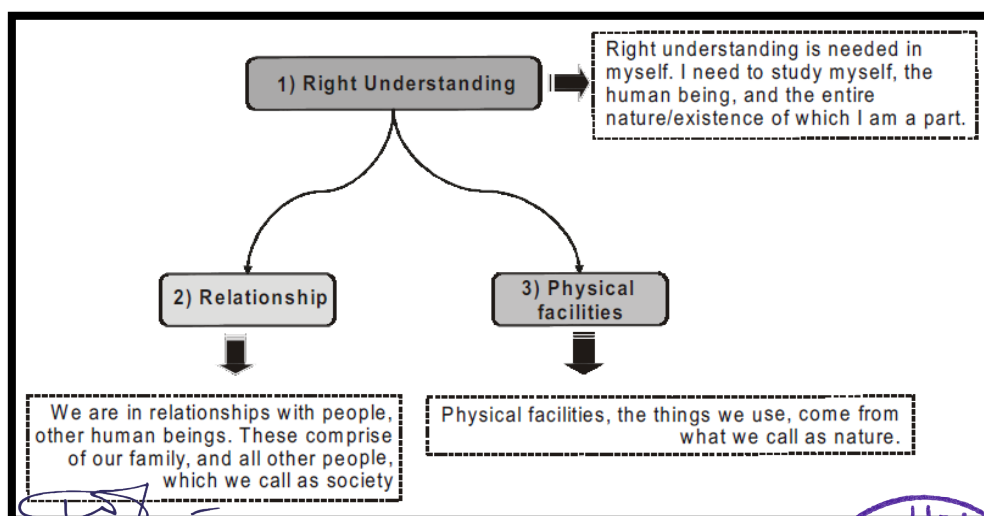 1) Right Understanding
Right understanding is needed in
myself. I need to study myself, the
human being, and the entire
nature/existence of which I am a part.
2) Relationship
3) Physical
facilities
We are in relationships with people,
other human beings. These comprise
of our family, and all other people,
which we call as society
Physical facilities, the things we use, come from
what we call as nature.